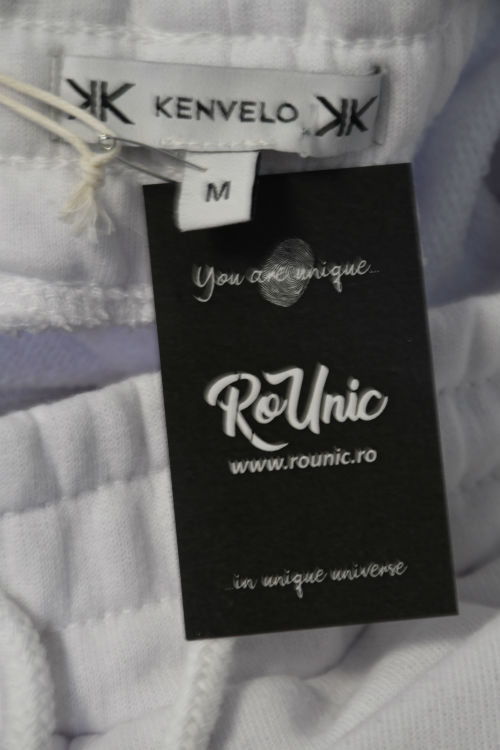 KK KENVELO KK
M
You are unique...
RoUnic
www.rounic.ro
...in unique universe